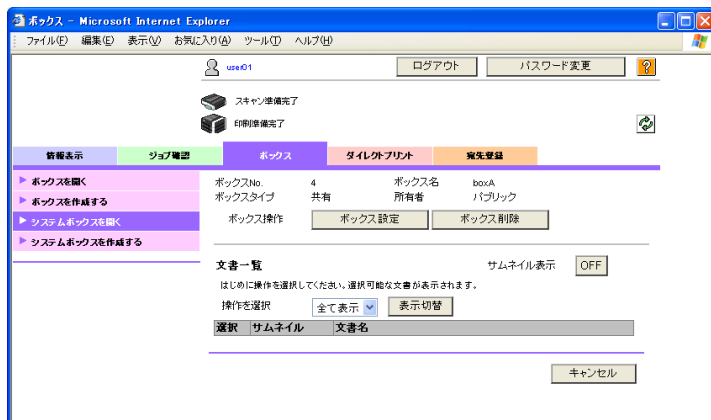 ボックス - Microsoft Internet Explorer
ファイル(F) 編集(E) 表示(V) お気に入り(A) ツール(T) ヘルプ(H)
user01 ログアウト パスワード変更 ?
スキャン準備完了
印刷準備完了
情報表示 ジョブ確認 ボックス ダイレクトプリント 宛先登録
ボックスを開く
ボックスを作成する
システムボックスを開く
システムボックスを作成する
ボックスNo. 4 ボックス名 boxA
ボックスタイプ 共有 所有者 パブリック
ボックス操作 ボックス設定 ボックス削除
文書一覧 サムネイル表示 OFF
はじめに操作を選択してください。選択可能な文書が表示されます。
操作を選択 全て表示 表示切替
選択 サムネイル 文書名
キャンセル